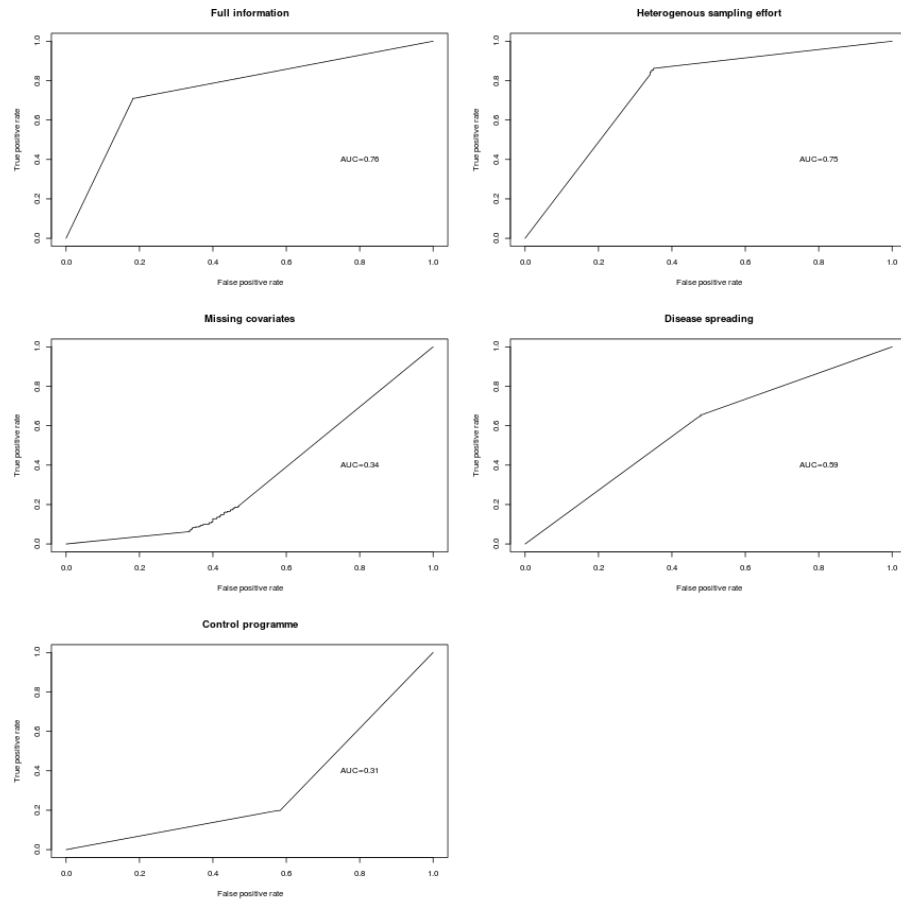 Full information
1.0
0.8
0.6
0.4
0.2
0.0
True positive rate
AUC=0.76
0.0 0.2 0.4 0.6 0.8 1.0
False positive rate
Heterogenous sampling effort
1.0
0.8
0.6
0.4
0.2
0.0
True positive rate
AUC=0.75
0.0 0.2 0.4 0.6 0.8 1.0
False positive rate
Missing covariates
1.0
0.8
0.6
0.4
0.2
0.0
True positive rate
AUC=0.34
0.0 0.2 0.4 0.6 0.8 1.0
False positive rate
Disease spreading
1.0
0.8
0.6
0.4
0.2
0.0
True positive rate
AUC=0.59
0.0 0.2 0.4 0.6 0.8 1.0
False positive rate
Control programme
1.0
0.8
0.6
0.4
0.2
0.0
True positive rate
AUC=0.31
0.0 0.2 0.4 0.6 0.8 1.0
False positive rate